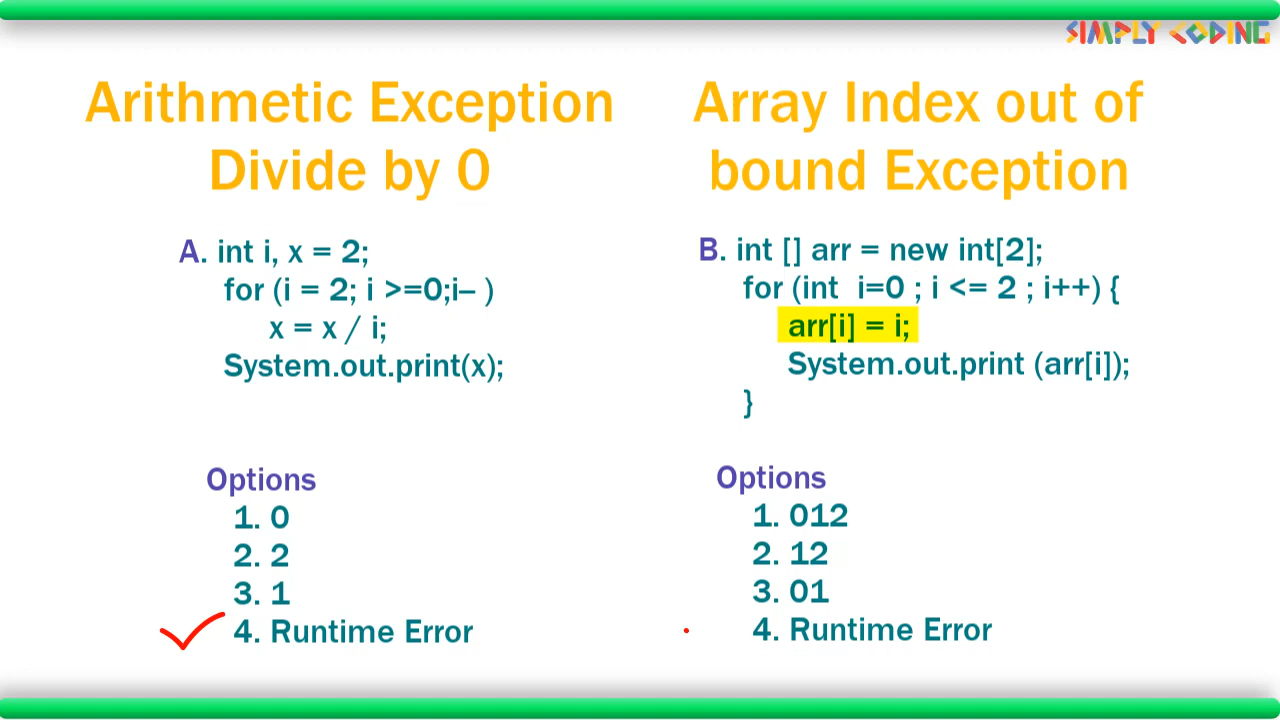 SIMPLY CODING
Arithmetic Exception
Divide by 0
A. int i, x = 2;
for (i = 2; i >=0;i– )
x = x / i;
System.out.print(x);
Options
1. 0
2. 2
3. 1
4. Runtime Error
Array Index out of
bound Exception
B. int [] arr = new int[2];
for (int i=0 ; i <= 2 ; i++) {
arr[i] = i;
System.out.print (arr[i]);
}
Options
1. 012
2. 12
3. 01
4. Runtime Error